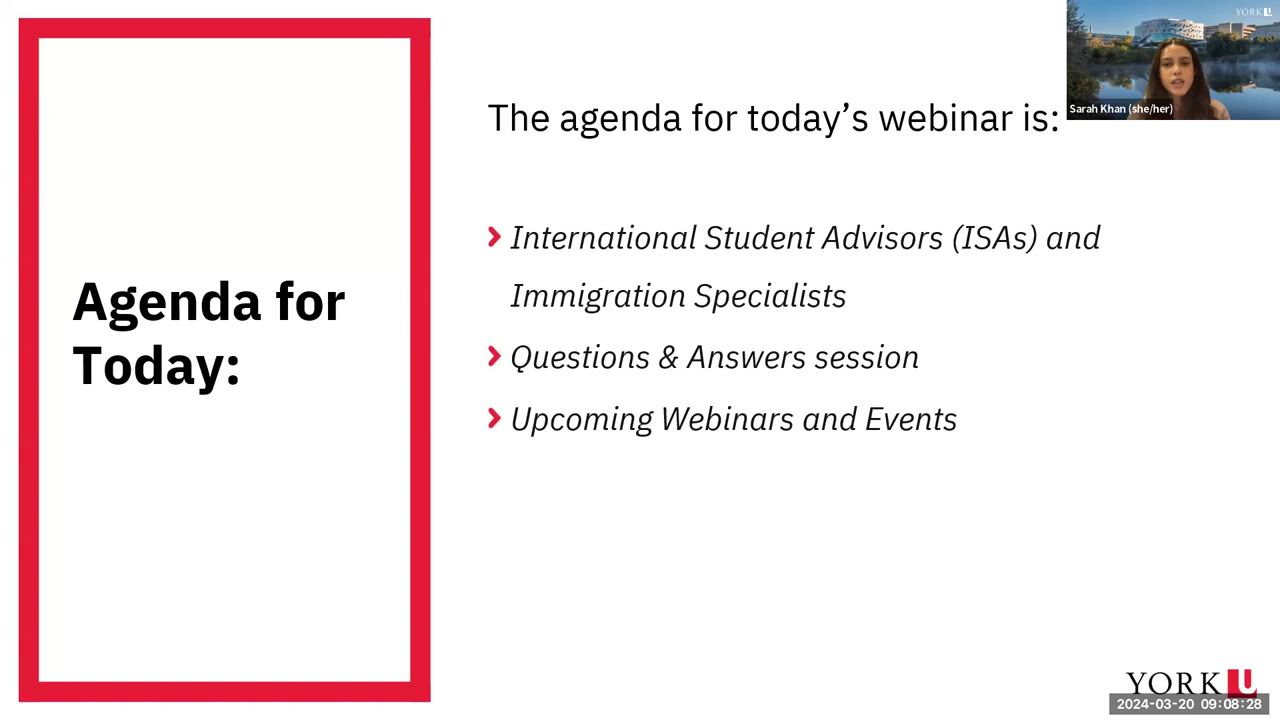 YORK U
Sarah Khan (she/her)
The agenda for today’s webinar is:
Agenda for
Today:
International Student Advisors (ISAs) and
Immigration Specialists
Questions & Answers session
Upcoming Webinars and Events
YORK U
2024-03-20 09:08:28